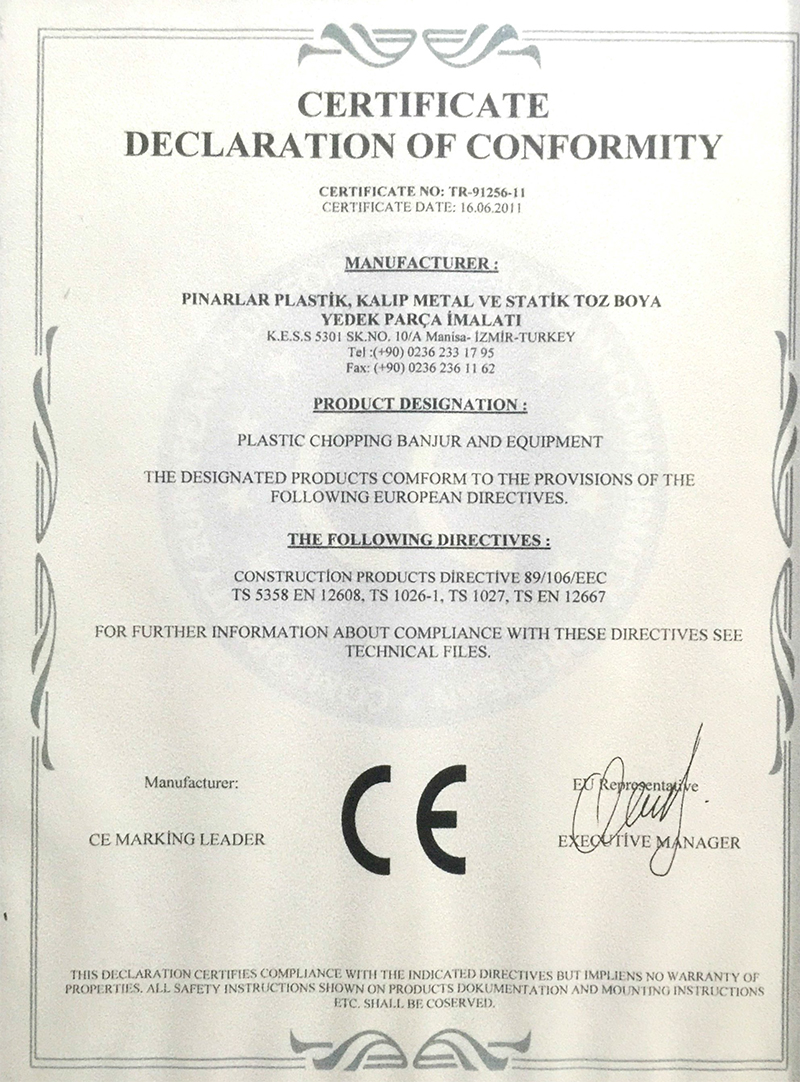 CERTIFICATE
DECLARATION OF CONFORMITY
CERTIFICATE NO: TR-91256-11
CERTIFICATE DATE: 16.06.2011
MANUFACTURER :
PINARLAR PLASTİK, KALIP METAL VE STATİK TOZ BOYA
YEDEK PARÇA İMALATI
K.E.S.S 5301 SK.NO. 10/A Manisa- İZMİR-TURKEY
Tel :(+90) 0236 233 17 95
Fax: (+90) 0236 236 11 62
PRODUCT DESIGNATION :
PLASTIC CHOPPING BANJUR AND EQUIPMENT
THE DESIGNATED PRODUCTS COMFORM TO THE PROVISIONS OF THE
FOLLOWING EUROPEAN DIRECTIVES.
THE FOLLOWING DIRECTIVES :
CONSTRUCTİON PRODUCTS DİRECTİVE 89/106/EEC
TS 5358 EN 12608, TS 1026-1, TS 1027, TS EN 12667
FOR FURTHER INFORMATION ABOUT COMPLIANCE WITH THESE DIRECTIVES SEE
TECHNICAL FILES.
Manufacturer:
EU Representative
CE
CE MARKİNG LEADER
EXECUTİVE MANAGER
THIS DECLARATION CERTIFIES COMPLIANCE WITH THE INDICATED DIRECTIVES BUT IMPLIENS NO WARRANTY OF
PROPERTIES. ALL SAFETY INSTRUCTIONS SHOWN ON PRODUCTS DOKUMENTATION AND MOUNTING INSTRUCTIONS
ETC. SHALL BE COSERVED.